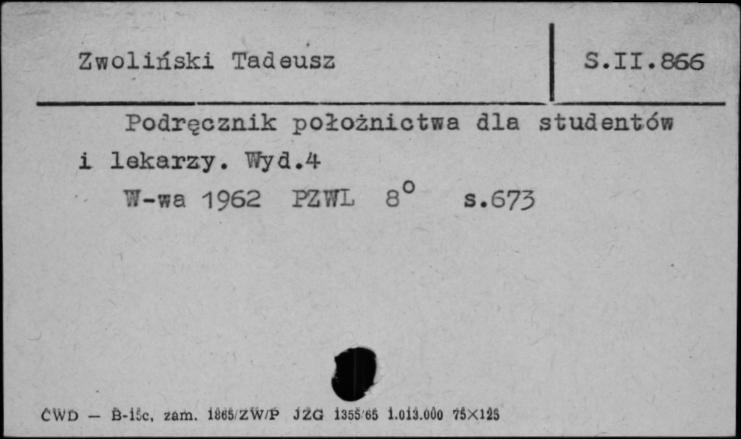 Zwoliński Tadeusz
S.II.866
Podręcznik położnictwa dla studentów
i lekarzy. Wyd.4
W-wa 1962 PZWL 8° s.673
ĆWD — B-15c, zam. 1865/ZW/P JZG 1355/65 1.013.000 75×125